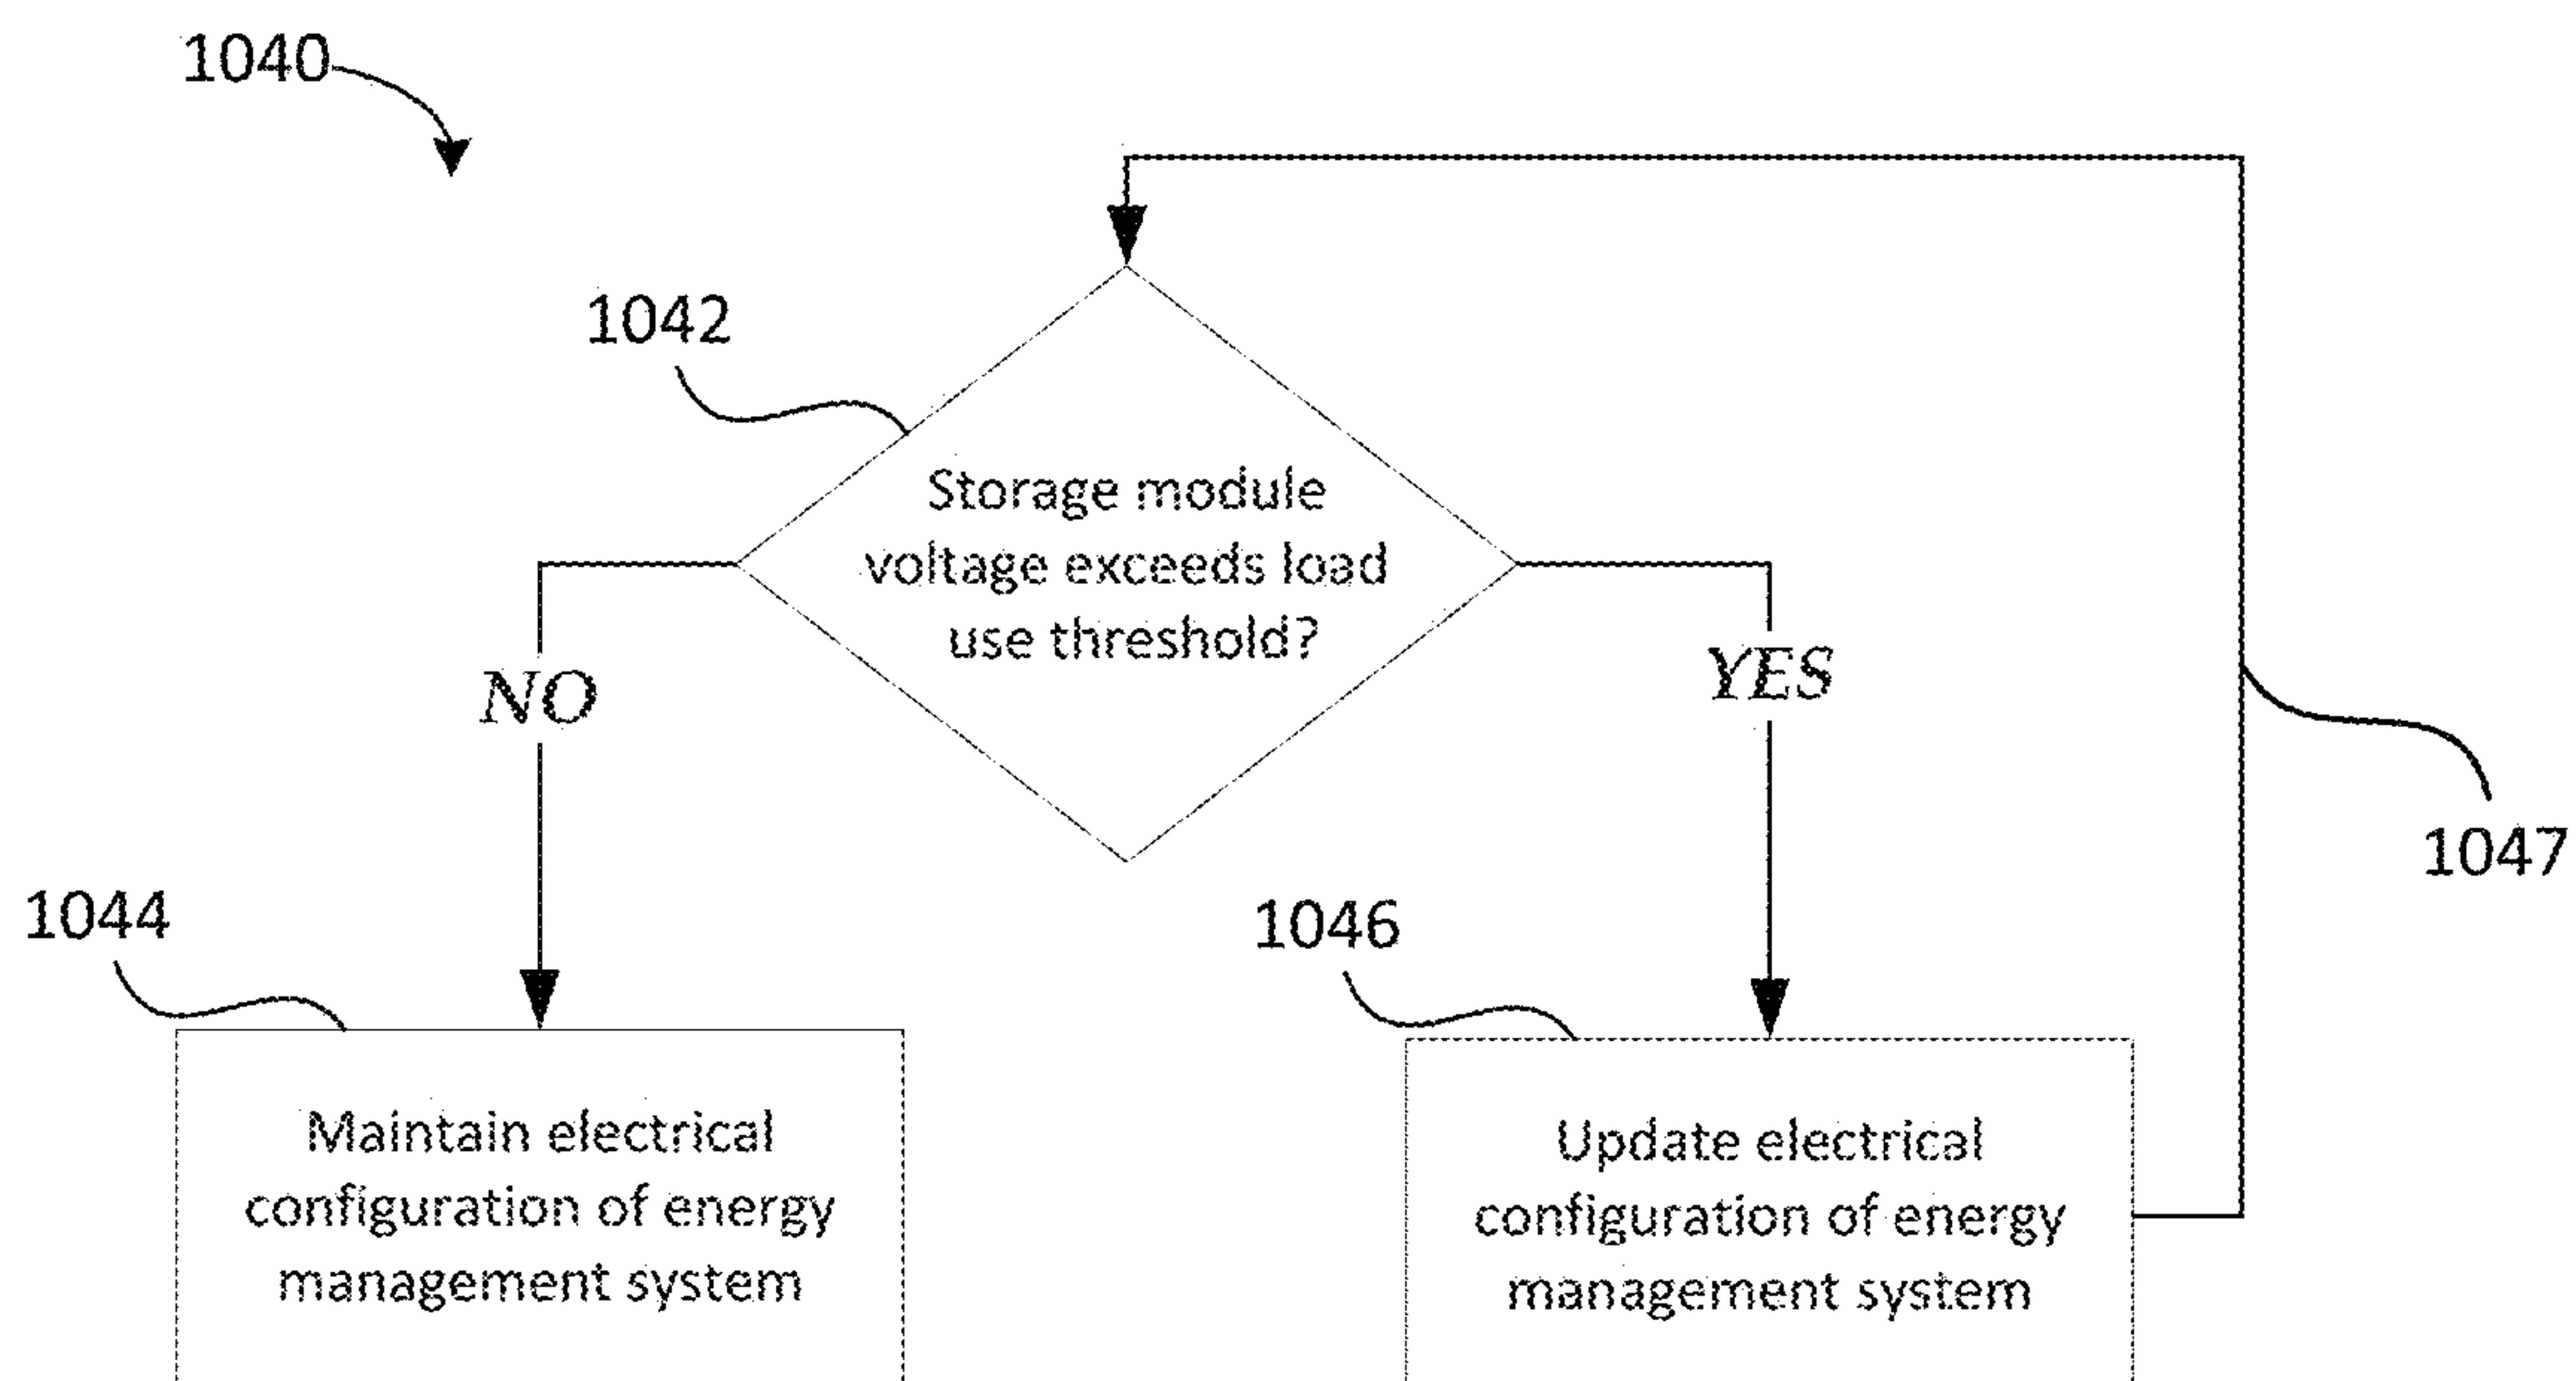 1040
1042
Storage module
voltage exceeds load
use threshold?
NO
YES
1047
1044
1046
Maintain electrical
configuration of energy
management system
Update electrical
configuration of energy
management system